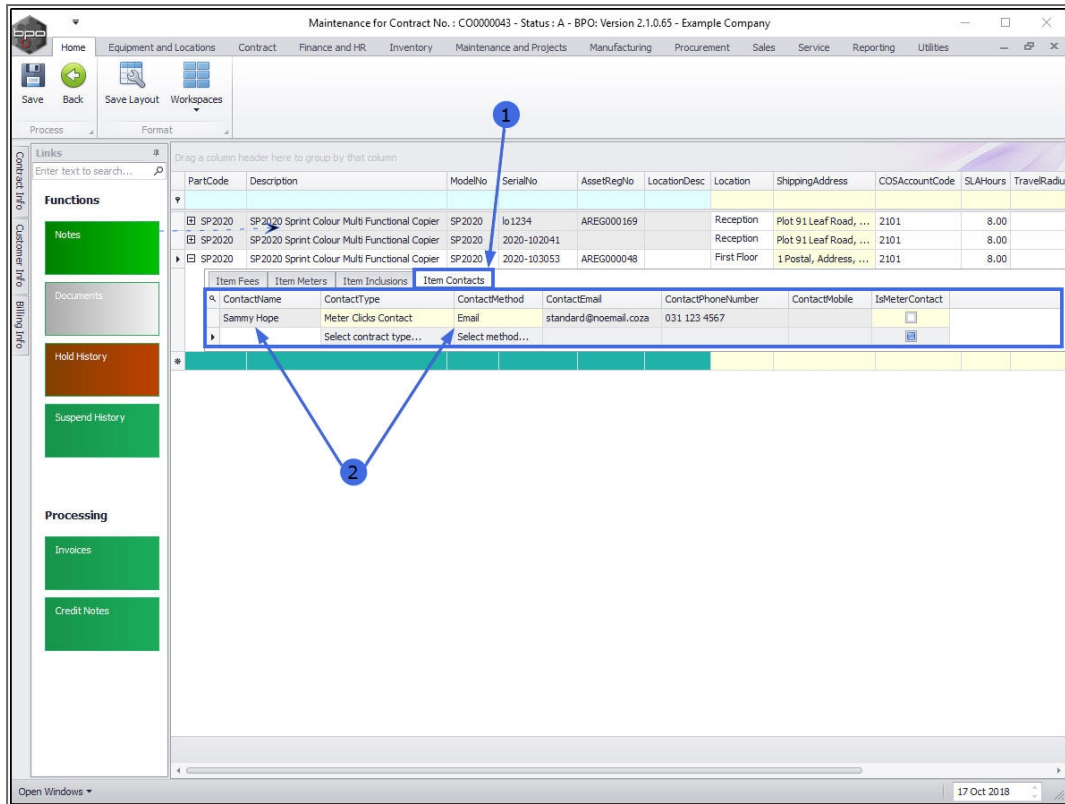 bpo
Maintenance for Contract No. : CO0000043 - Status : A - BPO: Version 2.1.0.65 - Example Company
Home Equipment and Locations Contract Finance and HR Inventory Maintenance and Projects Manufacturing Procurement Sales Service Reporting Utilities
Save Back Save Layout Workspaces
Process Format
1
Contract Info
Customer Info
Billing Info
Links
Enter text to search...
Functions
Notes
Documents
Hold History
Suspend History
Processing
Invoices
Credit Notes
Drag a column header here to group by that column
PartCode Description ModelNo SerialNo AssetRegNo LocationDesc Location ShippingAddress COSAccountCode SLAHours TravelRadiu
SP2020 SP2020 Sprint Colour Multi Functional Copier SP2020 lo1234 AREG000169 Reception Plot 91 Leaf Road, ... 2101 8.00
SP2020 SP2020 Sprint Colour Multi Functional Copier SP2020 2020-102041 Reception Plot 91 Leaf Road, ... 2101 8.00
SP2020 SP2020 Sprint Colour Multi Functional Copier SP2020 2020-103053 AREG000048 First Floor 1 Postal, Address, ... 2101 8.00
Item Fees Item Meters Item Inclusions Item Contacts
ContactName ContactType ContactMethod ContactEmail ContactPhoneNumber ContactMobile IsMeterContact
Sammy Hope Meter Clicks Contact Email standard@noemail.coza 031 123 4567
Select contract type... Select method...
2
Open Windows 17 Oct 2018